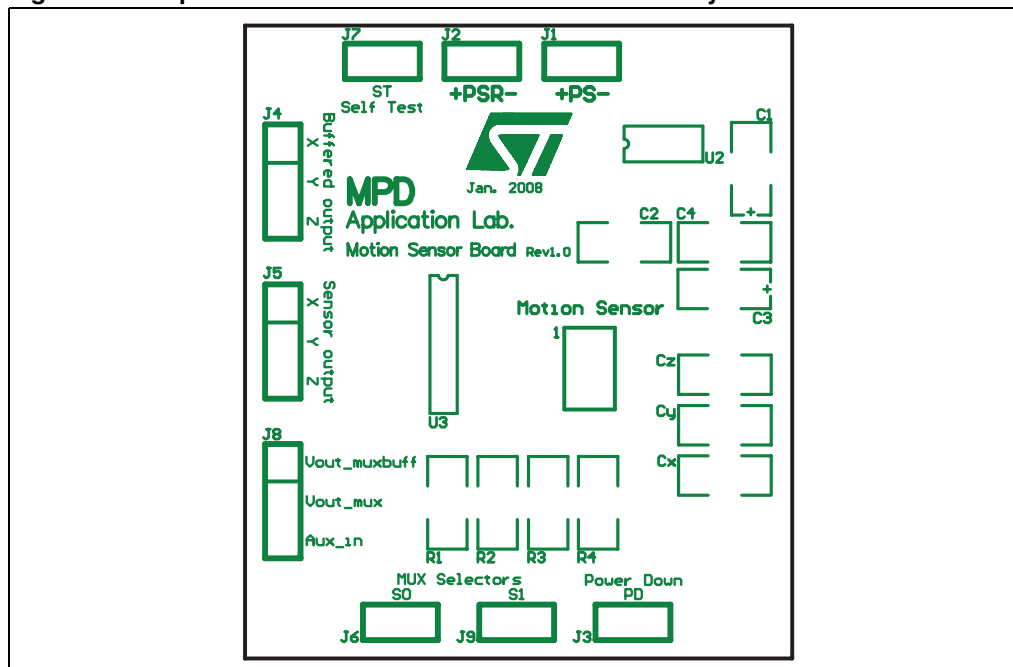 J7
J2
J1
ST
Self Test
+PSR-
+PS-
J4
Buffered output
X
Y
Z
ST
Jan. 2008
U2
C1
+
MPD
Application Lab.
Motion Sensor Board Rev1.0
C2
C4
+
C3
J5
Sensor output
X
Y
Z
Motion Sensor
1
U3
Cz
Cy
Cx
J8
Vout_muxbuff
Vout_mux
Aux_in
R1
R2
R3
R4
MUX Selectors
S0
S1
Power Down
PD
J6
J9
J3